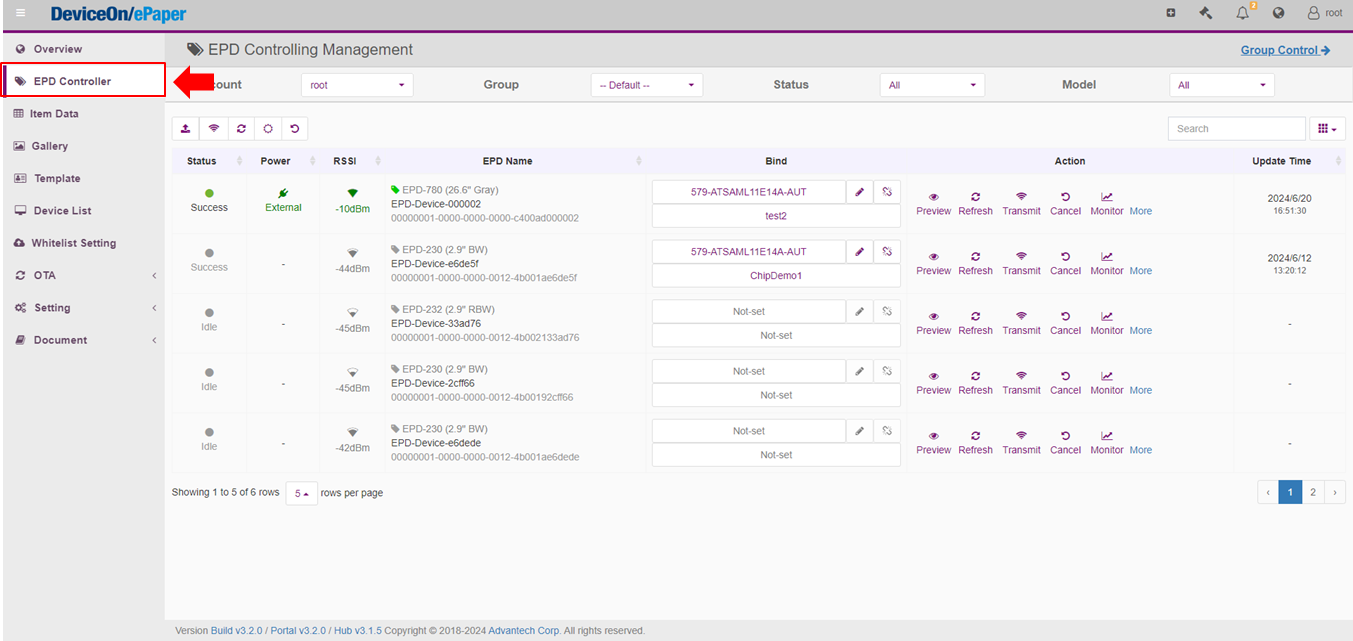 DeviceOn/ePaper
2
root
Overview
EPD Controller
Item Data
Gallery
Template
Device List
Whitelist Setting
OTA
Setting
Document
EPD Controlling Management
Group Control
ount
root
Group
-- Default --
Status
All
Model
All
Search
Status Power RSSI EPD Name Bind Action Update Time
Success
External
-10dBm
EPD-780 (26.6" Gray)
EPD-Device-000002
00000001-0000-0000-0000-c400ad000002
579-ATSAML11E14A-AUT
test2
Preview Refresh Transmit Cancel Monitor More
2024/6/20
16:51:30
Success
-
-44dBm
EPD-230 (2.9" BW)
EPD-Device-e6de5f
00000001-0000-0000-0012-4b001ae6de5f
579-ATSAML11E14A-AUT
ChipDemo1
Preview Refresh Transmit Cancel Monitor More
2024/6/12
13:20:12
Idle
-
-45dBm
EPD-232 (2.9" RBW)
EPD-Device-33ad76
00000001-0000-0000-0012-4b002133ad76
Not-set
Not-set
Preview Refresh Transmit Cancel Monitor More
-
Idle
-
-45dBm
EPD-230 (2.9" BW)
EPD-Device-2cff66
00000001-0000-0000-0012-4b00192cff66
Not-set
Not-set
Preview Refresh Transmit Cancel Monitor More
-
Idle
-
-42dBm
EPD-230 (2.9" BW)
EPD-Device-e6dede
00000001-0000-0000-0012-4b001ae6dede
Not-set
Not-set
Preview Refresh Transmit Cancel Monitor More
-
Showing 1 to 5 of 6 rows 5 rows per page
‹ 1 2 ›
Version Build v3.2.0 / Portal v3.2.0 / Hub v3.1.5 Copyright © 2018-2024 Advantech Corp. All rights reserved.